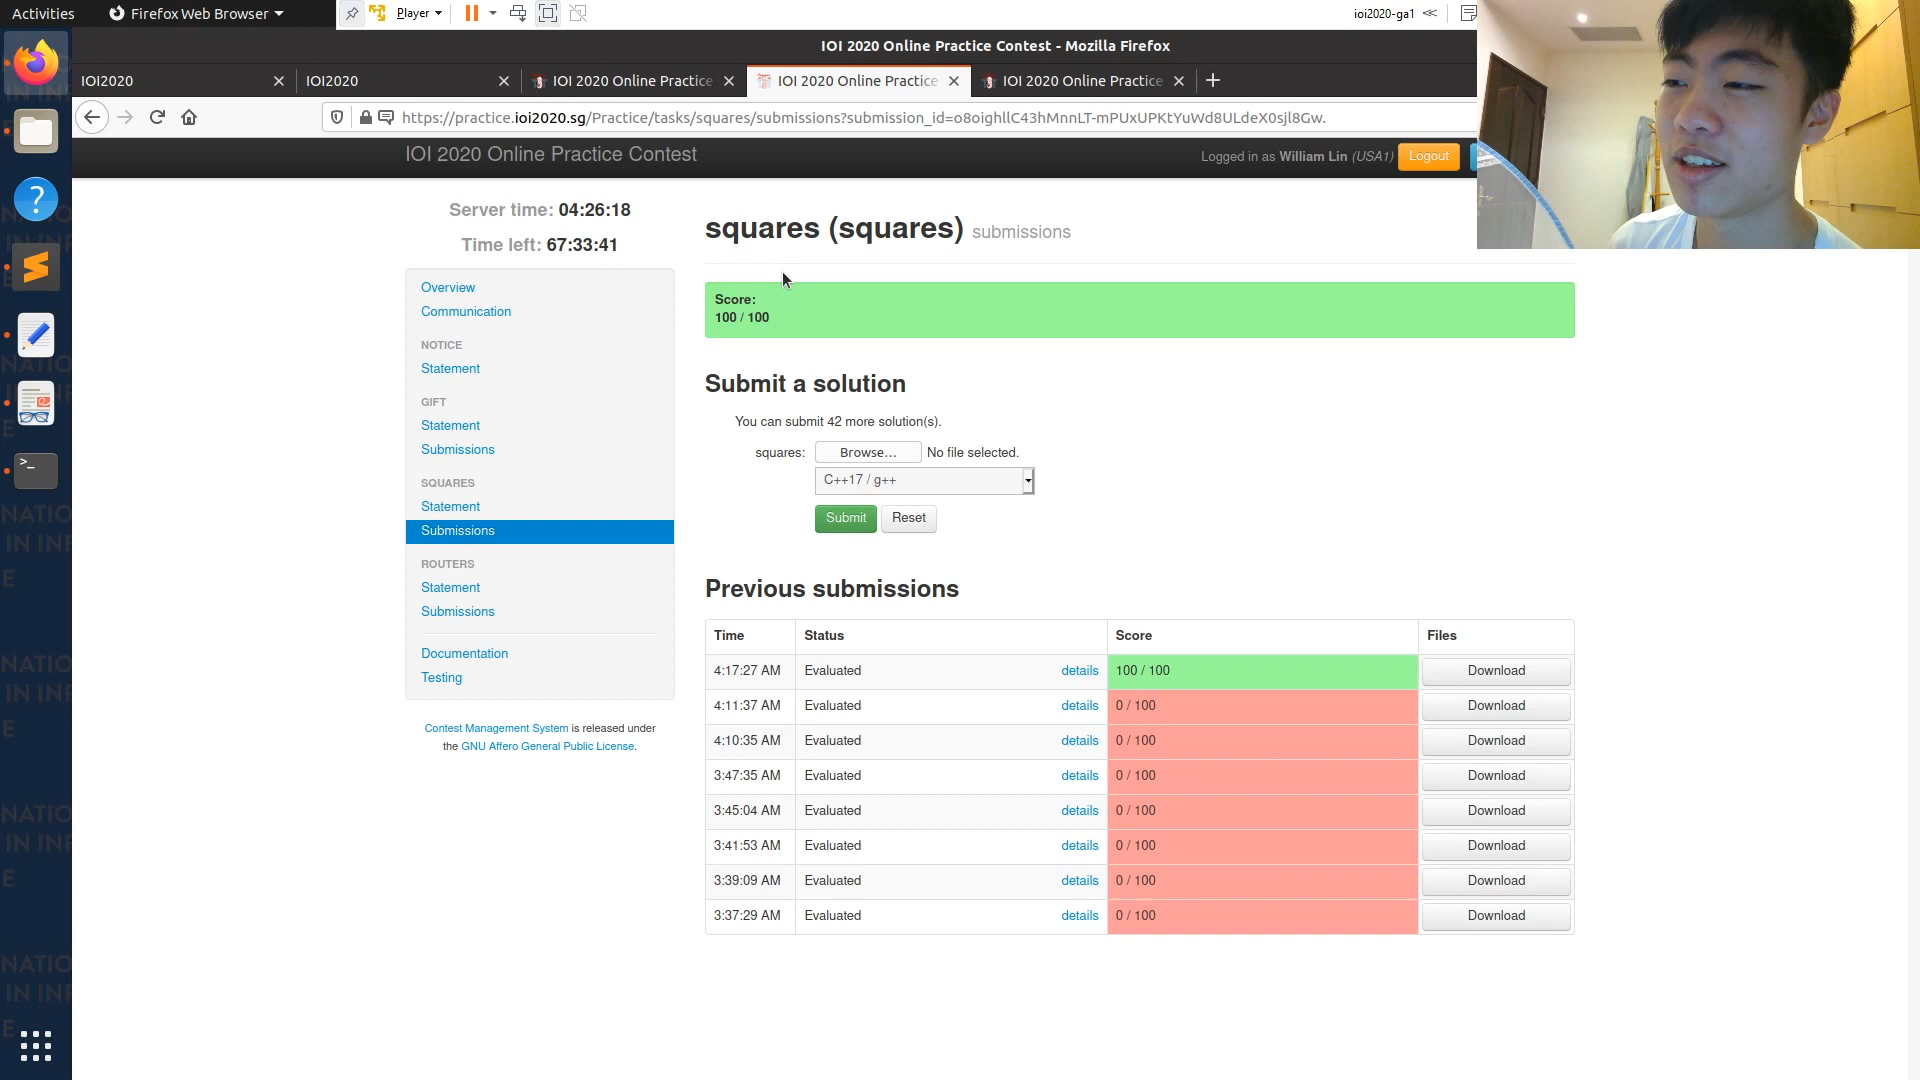 Activities
Firefox Web Browser
Player
ioi2020-ga1
IOI 2020 Online Practice Contest - Mozilla Firefox
IOI2020
IOI2020
IOI 2020 Online Practice
IOI 2020 Online Practice
IOI 2020 Online Practice
https://practice.ioi2020.sg/Practice/tasks/squares/submissions?submission_id=o8oighllC43hMnnLT-mPUxUPKtYuWd8ULdeX0sjl8Gw.
IOI 2020 Online Practice Contest
Logged in as William Lin (USA1)
Logout
Server time: 04:26:18
Time left: 67:33:41
Overview
Communication
NOTICE
Statement
GIFT
Statement
Submissions
SQUARES
Statement
Submissions
ROUTERS
Statement
Submissions
Documentation
Testing
Contest Management System is released under
the GNU Affero General Public License.
squares (squares) submissions
Score:
100 / 100
Submit a solution
You can submit 42 more solution(s).
squares: Browse... No file selected.
C++17 / g++
Submit Reset
Previous submissions
Time Status Score Files
4:17:27 AM Evaluated details 100 / 100 Download
4:11:37 AM Evaluated details 0 / 100 Download
4:10:35 AM Evaluated details 0 / 100 Download
3:47:35 AM Evaluated details 0 / 100 Download
3:45:04 AM Evaluated details 0 / 100 Download
3:41:53 AM Evaluated details 0 / 100 Download
3:39:09 AM Evaluated details 0 / 100 Download
3:37:29 AM Evaluated details 0 / 100 Download